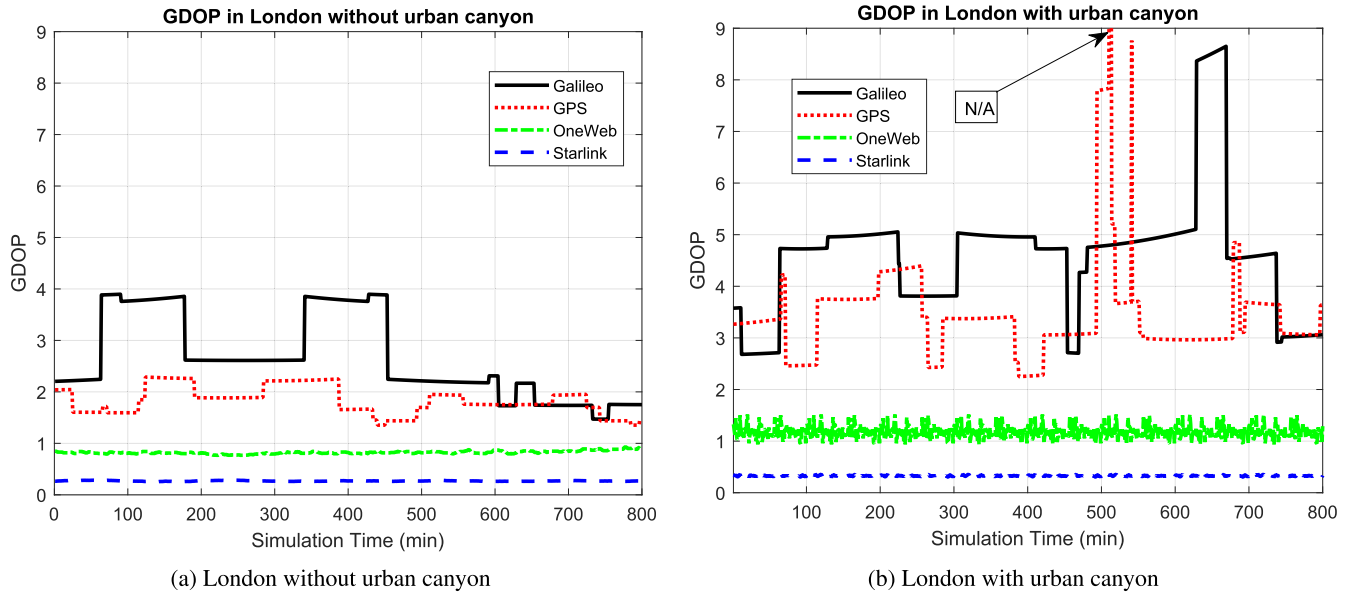 GDOP in London without urban canyon
9
8
7
6
5
4
3
2
1
0
GDOP
Galileo
GPS
OneWeb
Starlink
0 100 200 300 400 500 600 700 800
Simulation Time (min)
(a) London without urban canyon
GDOP in London with urban canyon
9
8
7
6
5
4
3
2
1
0
GDOP
N/A
Galileo
GPS
OneWeb
Starlink
100 200 300 400 500 600 700 800
Simulation Time (min)
(b) London with urban canyon